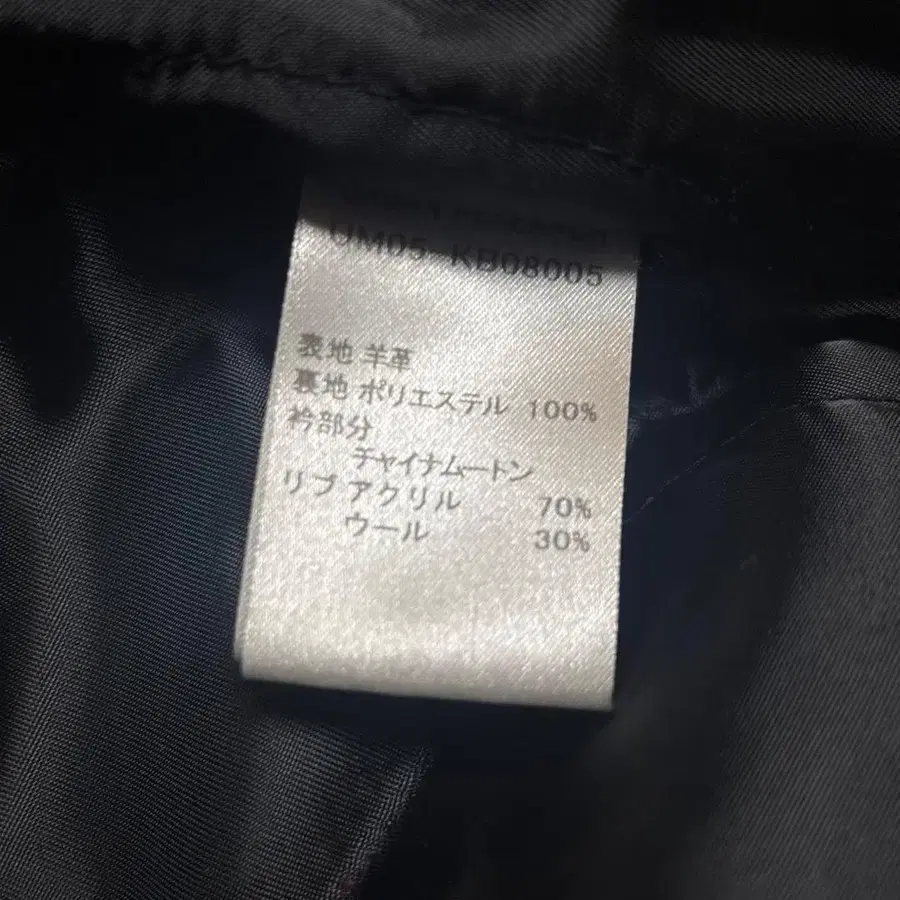 UM05-KB08005
表地 羊革
裏地 ポリエステル 100%
衿部分
チャイナムートン
リブ アクリル 70%
ウール 30%